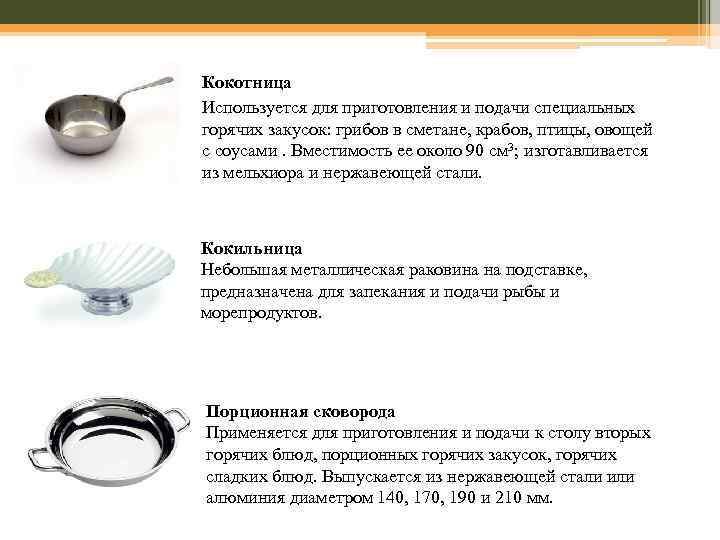 Кокотница
Используется для приготовления и подачи специальных
горячих закусок: грибов в сметане, крабов, птицы, овощей
с соусами . Вместимость ее около 90 см³; изготавливается
из мельхиора и нержавеющей стали.
Кокильница
Небольшая металлическая раковина на подставке,
предназначена для запекания и подачи рыбы и
морепродуктов.
Порционная сковорода
Применяется для приготовления и подачи к столу вторых
горячих блюд, порционных горячих закусок, горячих
сладких блюд. Выпускается из нержавеющей стали или
алюминия диаметром 140, 170, 190 и 210 мм.